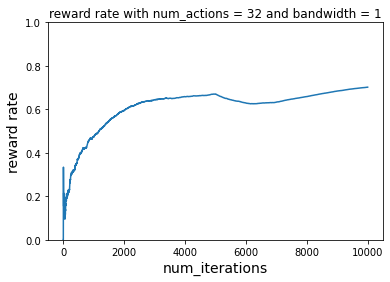 reward rate with num_actions = 32 and bandwidth = 1
1.0
0.8
0.6
0.4
0.2
0.0
reward rate
0 2000 4000 6000 8000 10000
num_iterations